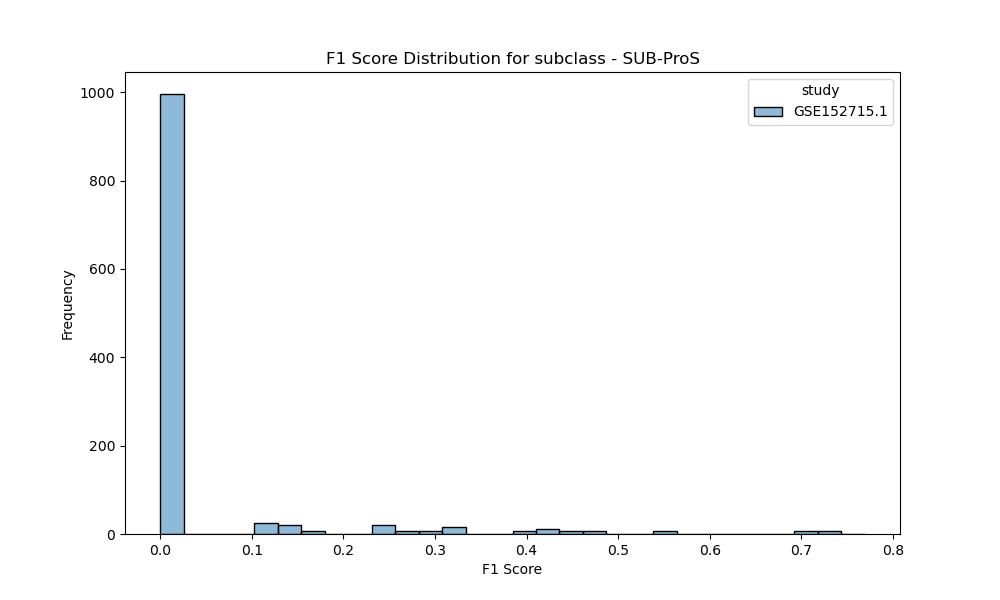 F1 Score Distribution for subclass - SUB-ProS
study
GSE152715.1
Frequency
1000
800
600
400
200
0
0.0 0.1 0.2 0.3 0.4 0.5 0.6 0.7 0.8
F1 Score